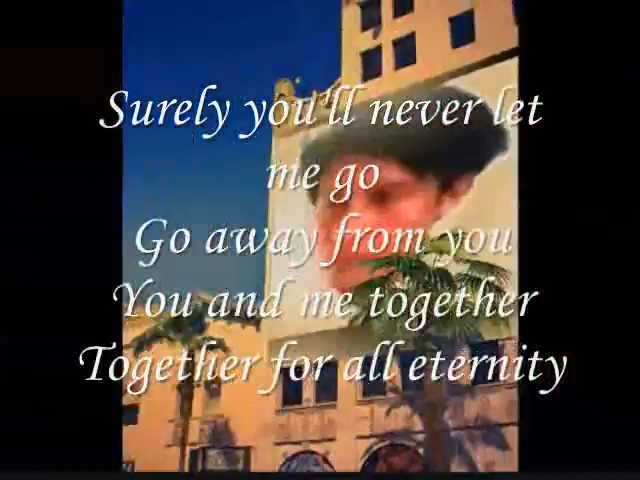 Surely you'll never let
me go
Go away from you
You and me together
Together for all eternity